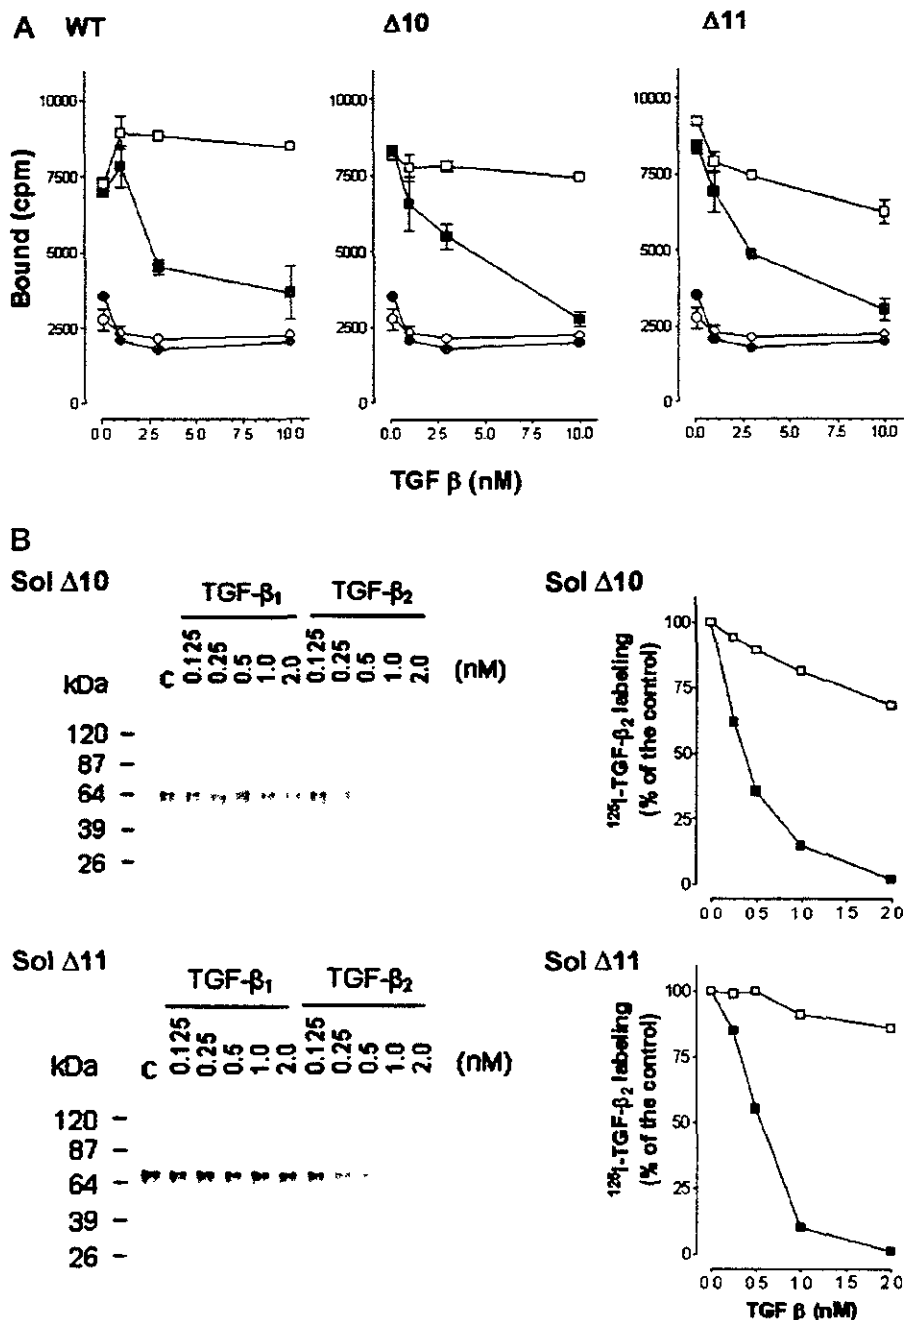 A WT Δ10 Δ11
Bound (cpm)
10000
7500
5000
2500
0
10000
7500
5000
2500
0
10000
7500
5000
2500
0
0.0 2.5 5.0 7.5 10.0
0.0 2.5 5.0 7.5 10.0
0.0 2.5 5.0 7.5 10.0
TGF β (nM)
B
Sol Δ10
TGF-β1 TGF-β2
C 0.125 0.25 0.5 1.0 2.0 0.125 0.25 0.5 1.0 2.0 (nM)
kDa
120 –
87 –
64 –
39 –
26 –
Sol Δ10
125I-TGF-β2 labeling
(% of the control)
100
75
50
25
0
0.0 0.5 1.0 1.5 2.0
Sol Δ11
TGF-β1 TGF-β2
C 0.125 0.25 0.5 1.0 2.0 0.125 0.25 0.5 1.0 2.0 (nM)
kDa
120 –
87 –
64 –
39 –
26 –
Sol Δ11
125I-TGF-β2 labeling
(% of the control)
100
75
50
25
0
0.0 0.5 1.0 1.5 2.0
TGF β (nM)